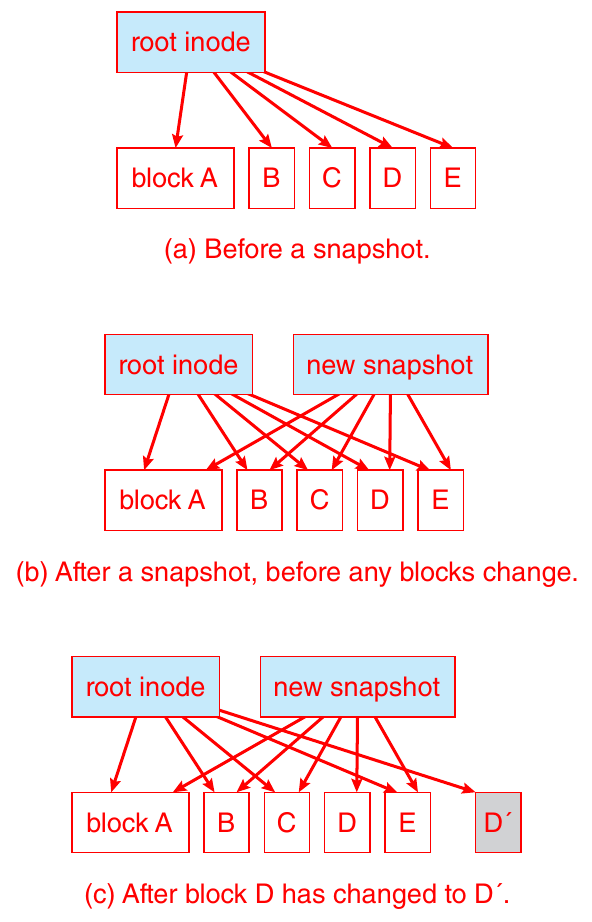 root inode
block A B C D E
(a) Before a snapshot.
root inode new snapshot
block A B C D E
(b) After a snapshot, before any blocks change.
root inode new snapshot
block A B C D E D´
(c) After block D has changed to D´.